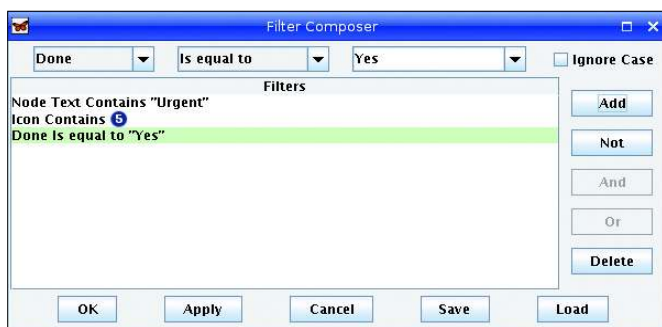 Filter Composer
Done Is equal to Yes Ignore Case
Filters
Node Text Contains "Urgent"
Icon Contains 5
Done Is equal to "Yes"
Add
Not
And
Or
Delete
OK Apply Cancel Save Load